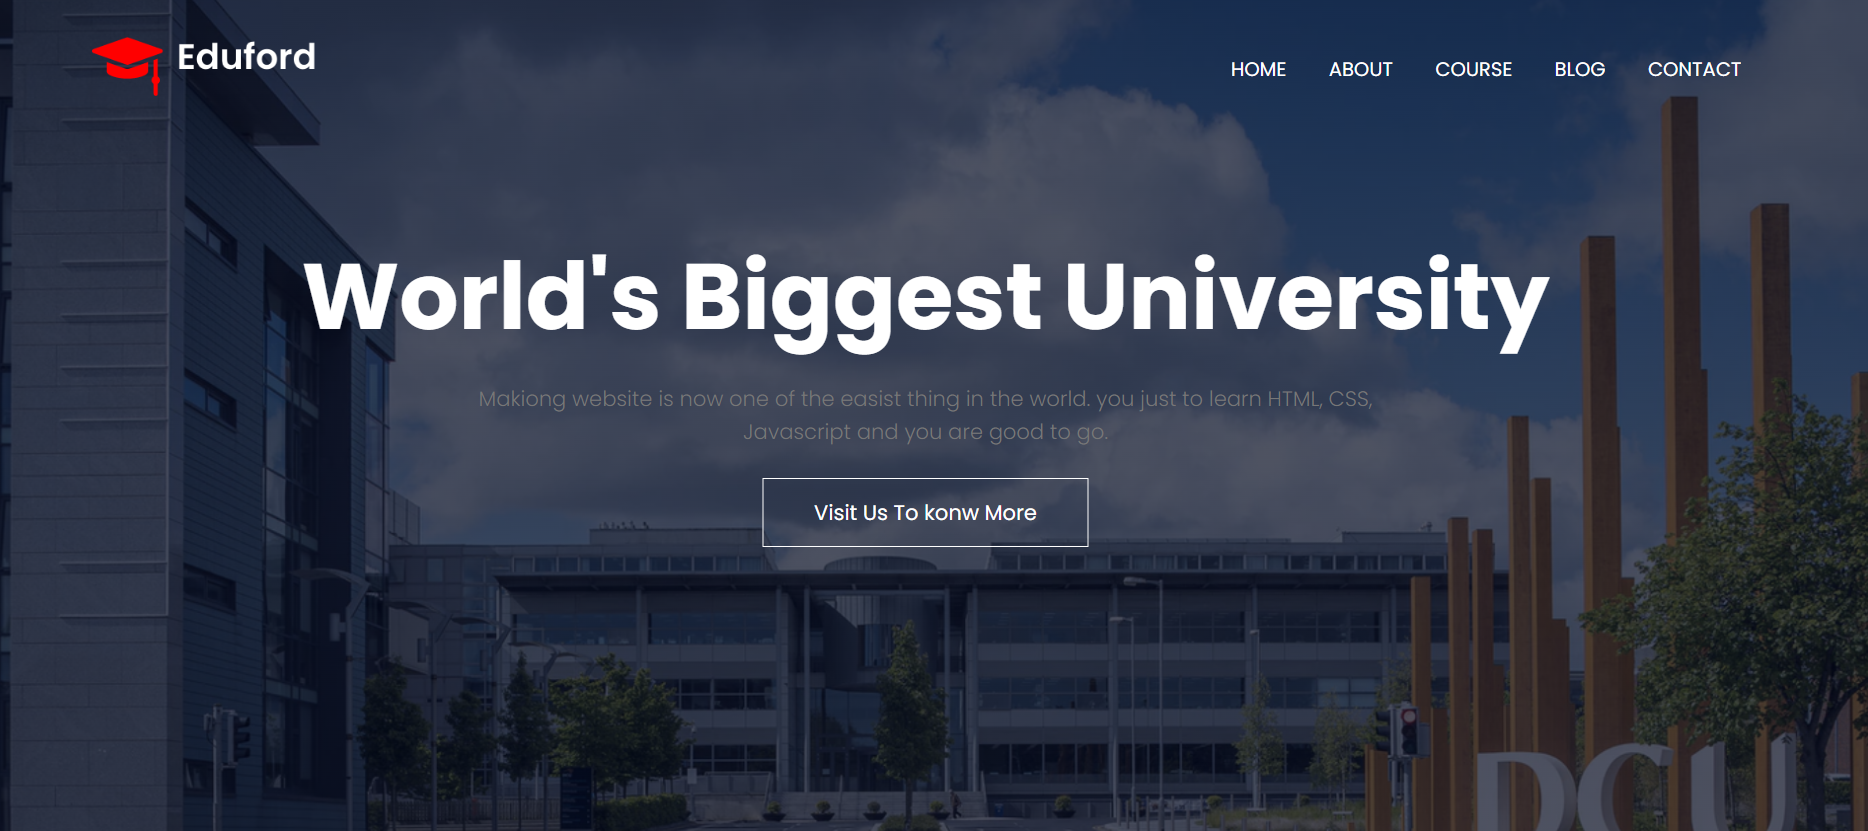 Eduford
HOME ABOUT COURSE BLOG CONTACT
World's Biggest University
Makiong website is now one of the easist thing in the world. you just to learn HTML, CSS,
Javascript and you are good to go.
Visit Us To konw More
DCU